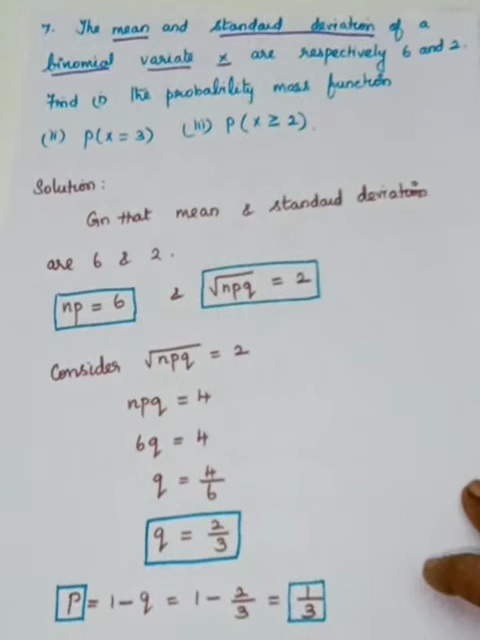 7. The mean and standard deviation of a
binomial variate x are respectively 6 and 2.
Find (i) The probability mass function
(ii) P(x = 3) (iii) P(x ≥ 2).
Solution:
Gn that mean & standard deviation
are 6 & 2.
np = 6 & √npq = 2
Consider √npq = 2
npq = 4
6q = 4
q = 4/6
q = 2/3
P = 1 - q = 1 - 2/3 = 1/3